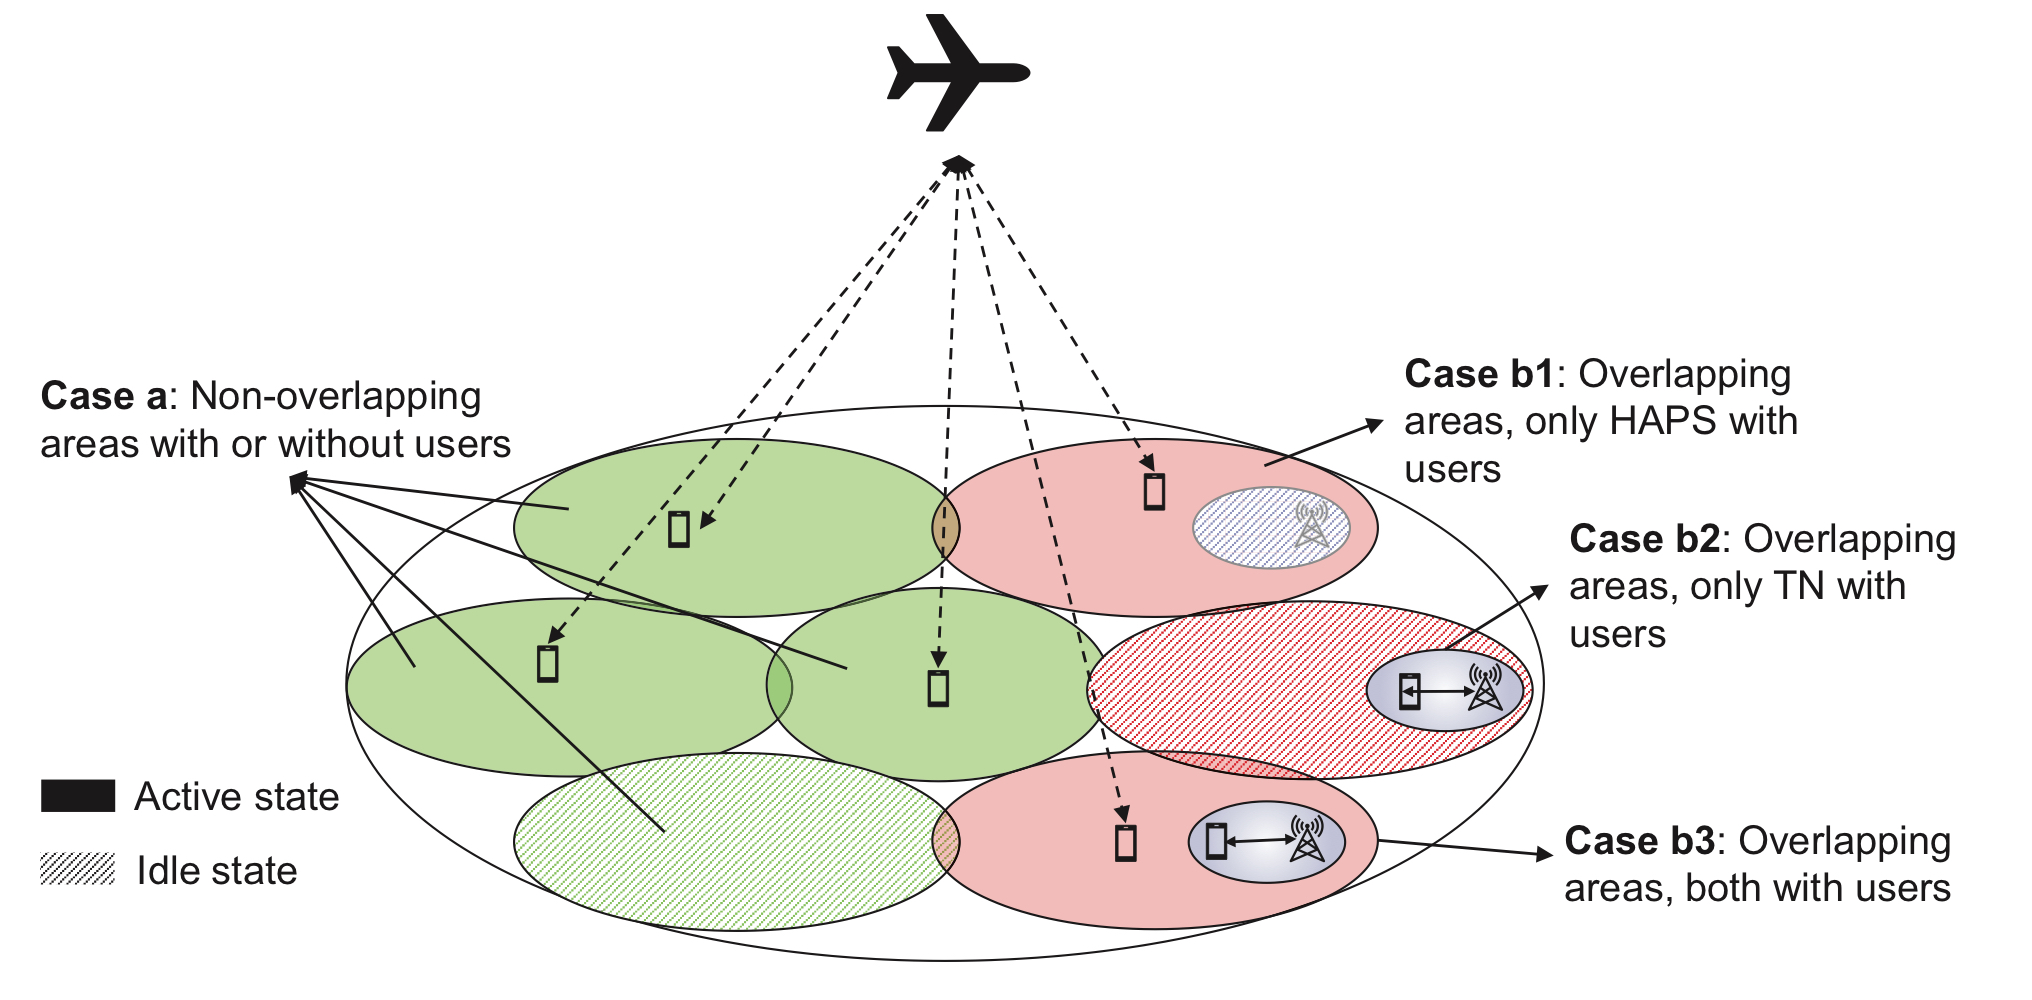 Case a: Non-overlapping
areas with or without users
Case b1: Overlapping
areas, only HAPS with
users
Case b2: Overlapping
areas, only TN with
users
Active state
Idle state
Case b3: Overlapping
areas, both with users